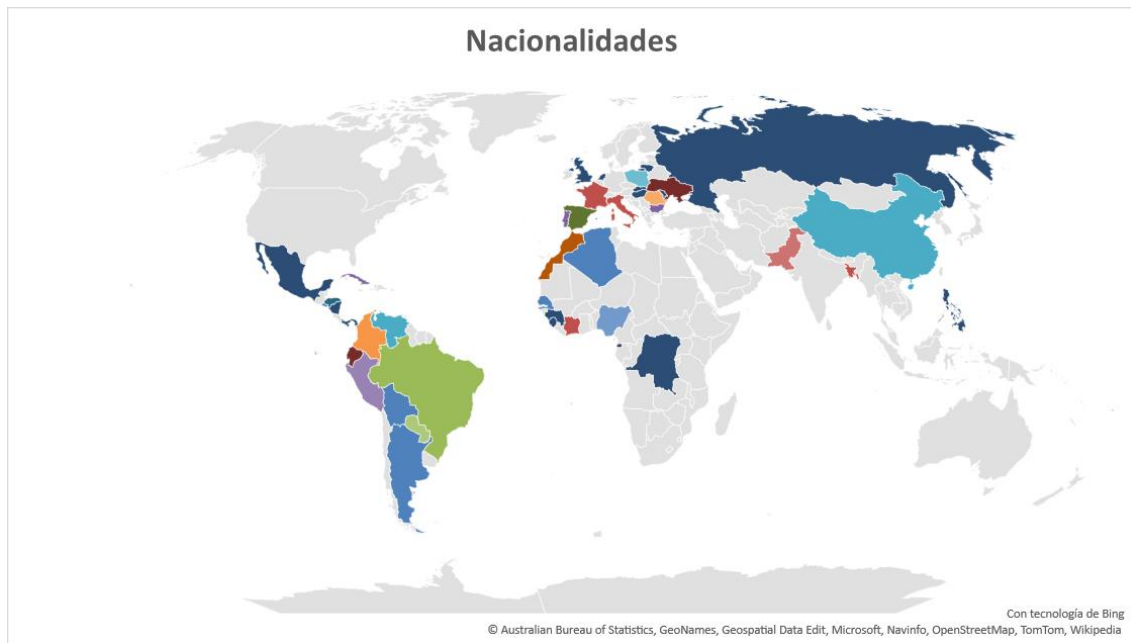 Nacionalidades
Con tecnología de Bing
© Australian Bureau of Statistics, GeoNames, Geospatial Data Edit, Microsoft, Navinfo, OpenStreetMap, TomTom, Wikipedia